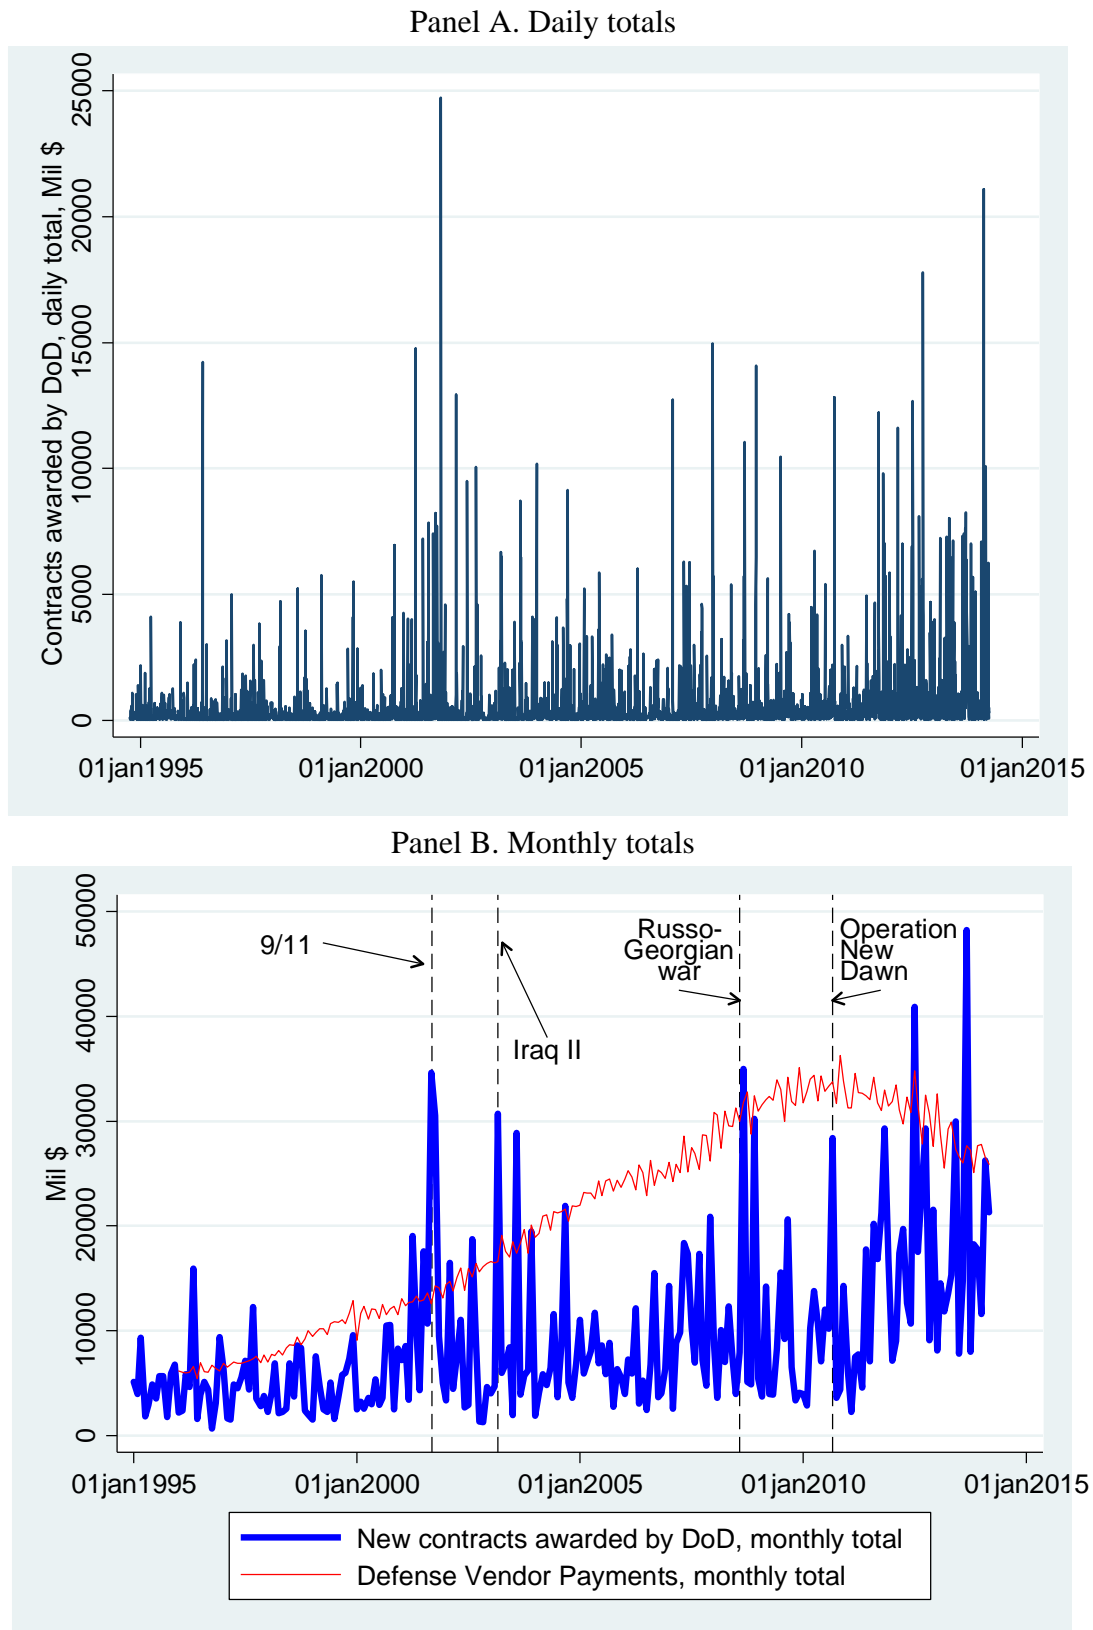 Panel A. Daily totals
Contracts awarded by DoD, daily total, Mil $
25000
20000
15000
10000
5000
0
01jan1995 01jan2000 01jan2005 01jan2010 01jan2015
Panel B. Monthly totals
Mil $
50000
40000
30000
20000
10000
0
9/11
Iraq II
Russo-
Georgian
war
Operation
New
Dawn
01jan1995 01jan2000 01jan2005 01jan2010 01jan2015
New contracts awarded by DoD, monthly total
Defense Vendor Payments, monthly total